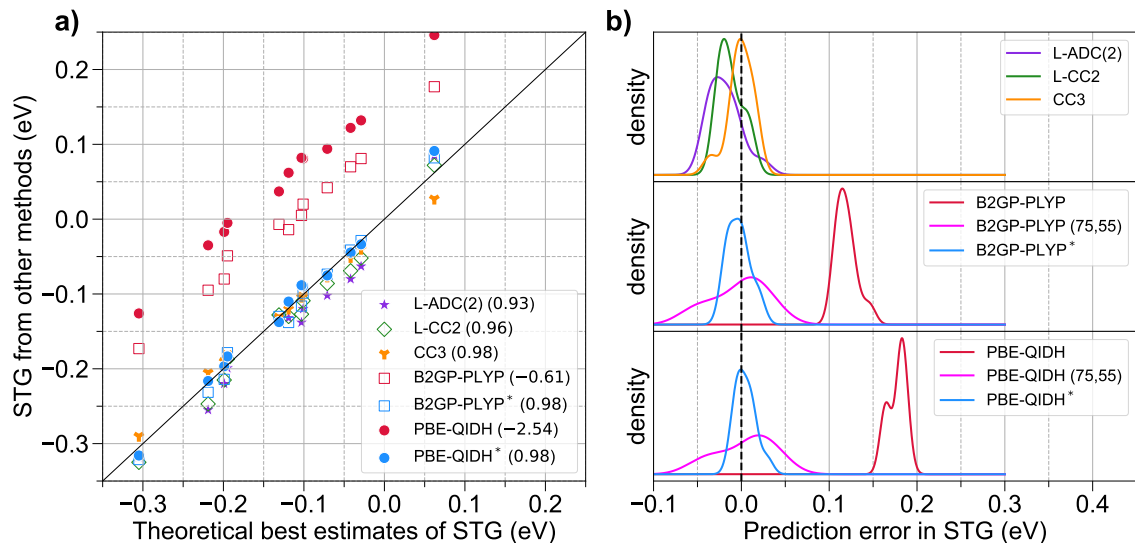 a)
STG from other methods (eV)
0.2
0.1
0.0
−0.1
−0.2
−0.3
L-ADC(2) (0.93)
L-CC2 (0.96)
CC3 (0.98)
B2GP-PLYP (−0.61)
B2GP-PLYP* (0.98)
PBE-QIDH (−2.54)
PBE-QIDH* (0.98)
−0.3 −0.2 −0.1 0.0 0.1 0.2
Theoretical best estimates of STG (eV)
b)
density
L-ADC(2)
L-CC2
CC3
density
B2GP-PLYP
B2GP-PLYP (75,55)
B2GP-PLYP*
density
PBE-QIDH
PBE-QIDH (75,55)
PBE-QIDH*
−0.1 0.0 0.1 0.2 0.3 0.4
Prediction error in STG (eV)